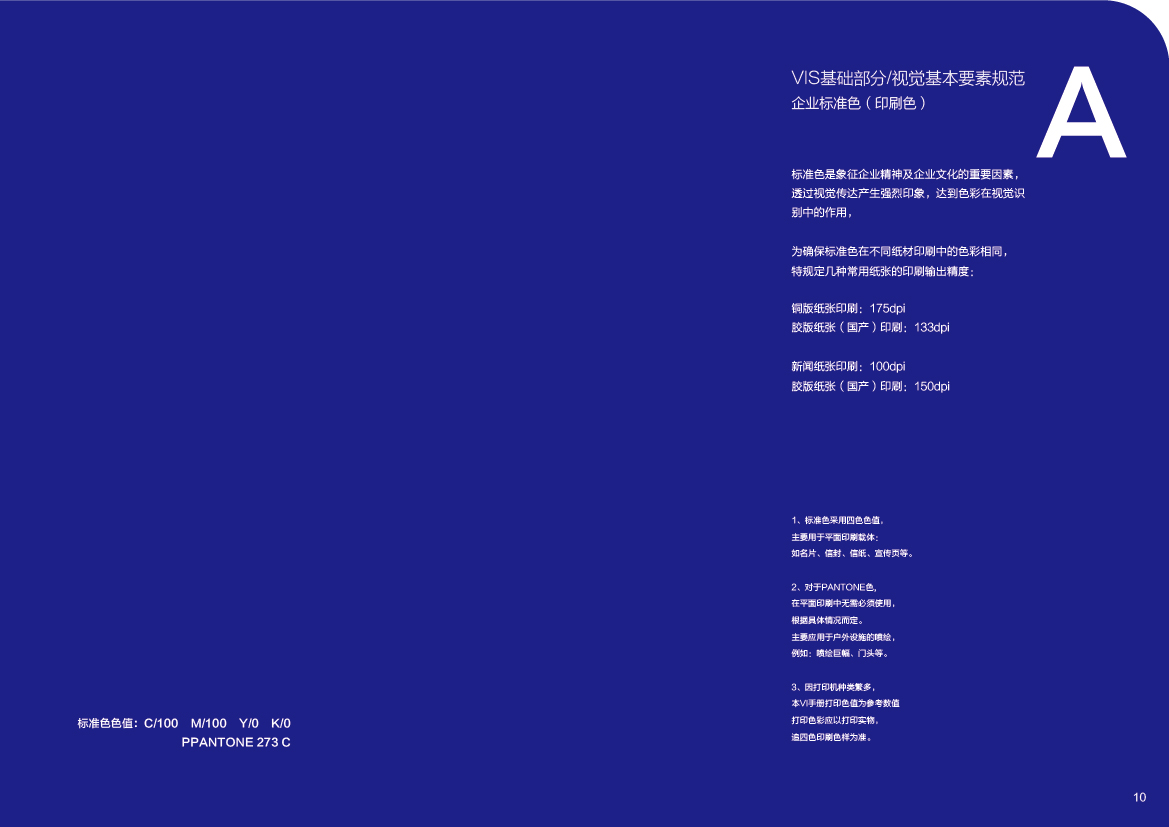 VIS基础部分/视觉基本要素规范
企业标准色（印刷色）
A
标准色是象征企业精神及企业文化的重要因素，
透过视觉传达产生强烈印象，达到色彩在视觉识
别中的作用，
为确保标准色在不同纸材印刷中的色彩相同，
特规定几种常用纸张的印刷输出精度：
铜版纸张印刷：175dpi
胶版纸张（国产）印刷：133dpi
新闻纸张印刷：100dpi
胶版纸张（国产）印刷：150dpi
1、标准色采用四色色值，
主要用于平面印刷载体；
如名片、信封、信纸、宣传页等。
2、对于PANTONE色，
在平面印刷中无需必须使用，
根据具体情况而定。
主要应用于户外设施的喷绘，
例如：喷绘巨幅、门头等。
3、因打印机种类繁多，
本VI手册打印色值为参考数值
打印色彩应以打印实物，
追四色印刷色样为准。
标准色色值：C/100 M/100 Y/0 K/0
PPANTONE 273 C
10